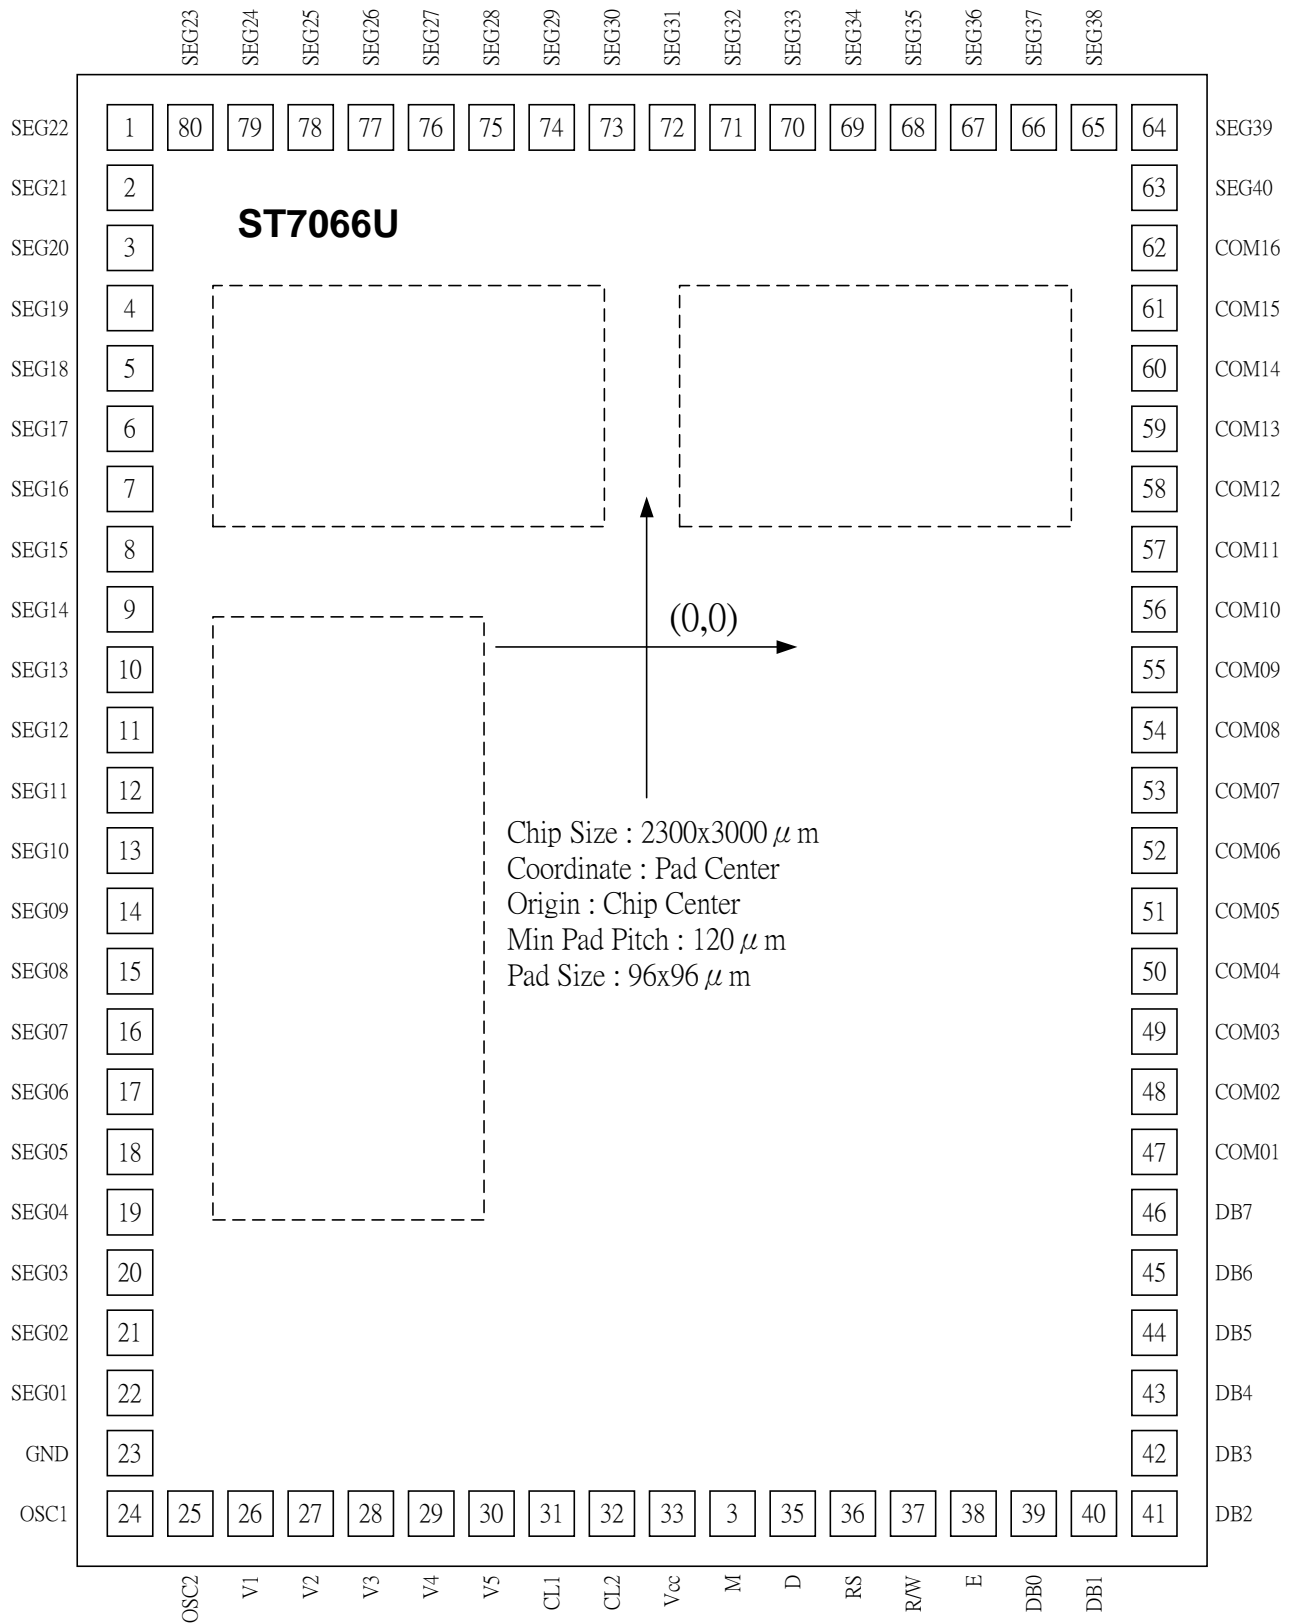 SEG23 SEG24 SEG25 SEG26 SEG27 SEG28 SEG29 SEG30 SEG31 SEG32 SEG33 SEG34 SEG35 SEG36 SEG37 SEG38
SEG22 1 80 79 78 77 76 75 74 73 72 71 70 69 68 67 66 65 64 SEG39
SEG21 2 63 SEG40
ST7066U
SEG20 3 62 COM16
SEG19 4 61 COM15
SEG18 5 60 COM14
SEG17 6 59 COM13
SEG16 7 58 COM12
SEG15 8 57 COM11
SEG14 9 (0,0) 56 COM10
SEG13 10 55 COM09
SEG12 11 54 COM08
SEG11 12 53 COM07
Chip Size : 2300x3000 μ m
SEG10 13 52 COM06
Coordinate : Pad Center
SEG09 14 Origin : Chip Center 51 COM05
Min Pad Pitch : 120 μ m
SEG08 15 Pad Size : 96x96 μ m 50 COM04
SEG07 16 49 COM03
SEG06 17 48 COM02
SEG05 18 47 COM01
SEG04 19 46 DB7
SEG03 20 45 DB6
SEG02 21 44 DB5
SEG01 22 43 DB4
GND 23 42 DB3
OSC1 24 25 26 27 28 29 30 31 32 33 3 35 36 37 38 39 40 41 DB2
OSC2 V1 V2 V3 V4 V5 CL1 CL2 Vcc M D RS R/W E DB0 DB1